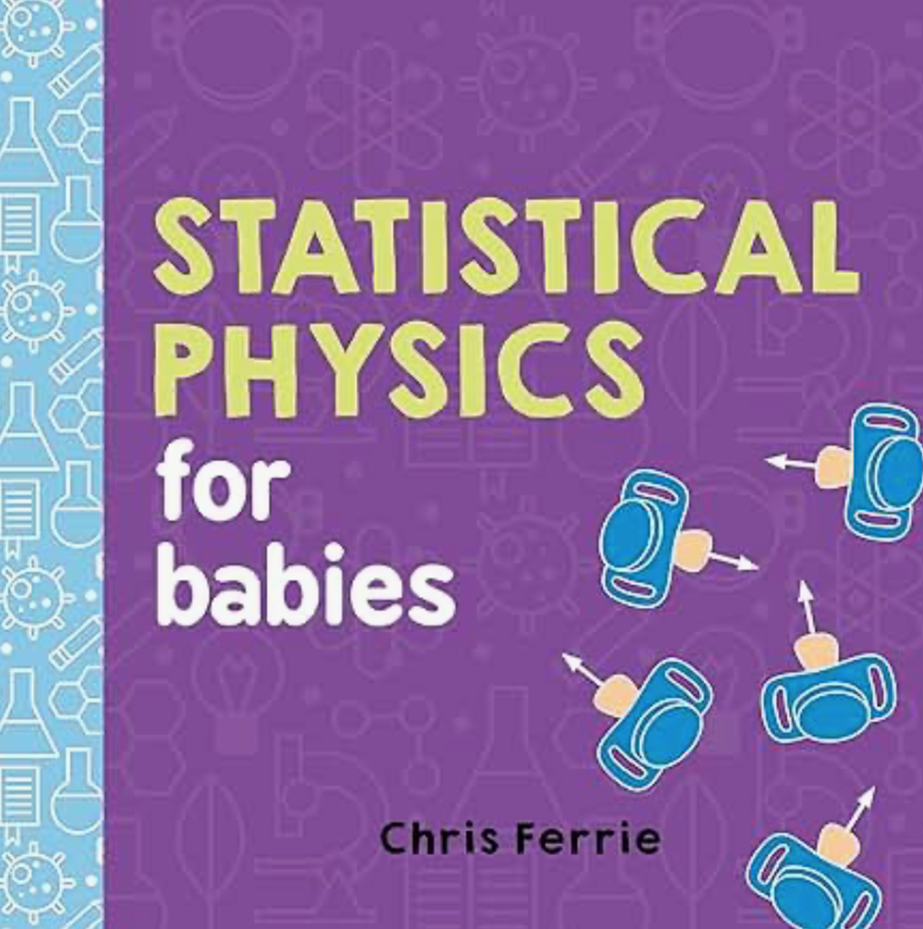 STATISTICAL
PHYSICS
for
babies
Chris Ferrie